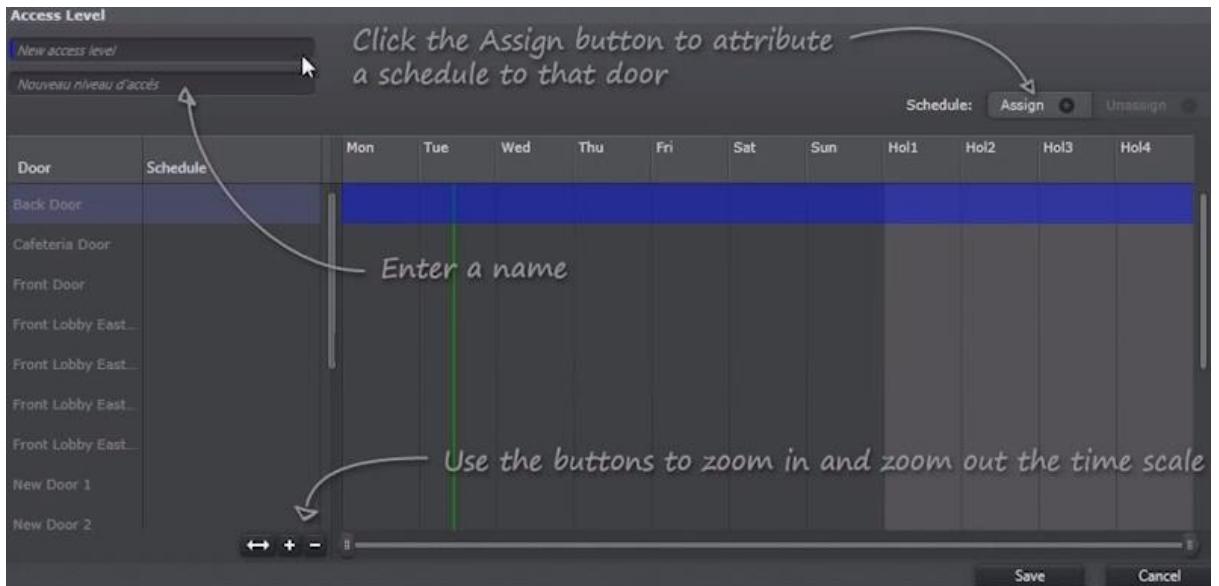 Access Level
New access level
Nouveau niveau d'accés
Click the Assign button to attribute
a schedule to that door
Schedule: Assign Unassign
Door Schedule
Mon Tue Wed Thu Fri Sat Sun Hol1 Hol2 Hol3 Hol4
Back Door
Cafeteria Door
Enter a name
Front Door
Front Lobby East...
Front Lobby East...
Front Lobby East...
Front Lobby East...
Use the buttons to zoom in and zoom out the time scale
New Door 1
New Door 2
Save Cancel